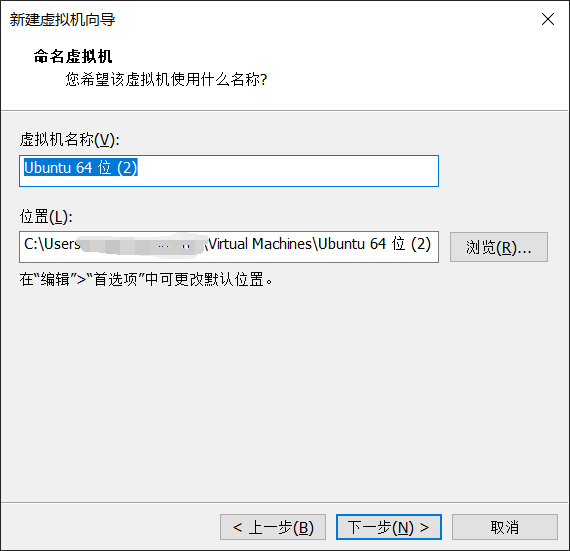 新建虚拟机向导
命名虚拟机
您希望该虚拟机使用什么名称?
虚拟机名称(V):
Ubuntu 64 位 (2)
位置(L):
C:\Users \Virtual Machines\Ubuntu 64 位 (2)
浏览(R)...
在“编辑”>“首选项”中可更改默认位置。
< 上一步(B)
下一步(N) >
取消